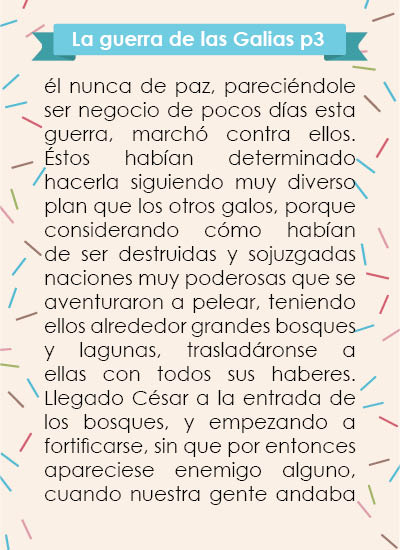 La guerra de las Galias p3
él nunca de paz, pareciéndole
ser negocio de pocos días esta
guerra, marchó contra ellos.
Éstos habían determinado
hacerla siguiendo muy diverso
plan que los otros galos, porque
considerando cómo habían
de ser destruidas y sojuzgadas
naciones muy poderosas que se
aventuraron a pelear, teniendo
ellos alrededor grandes bosques
y lagunas, trasladáronse a
ellas con todos sus haberes.
Llegado César a la entrada de
los bosques, y empezando a
fortificarse, sin que por entonces
apareciese enemigo alguno,
cuando nuestra gente andaba